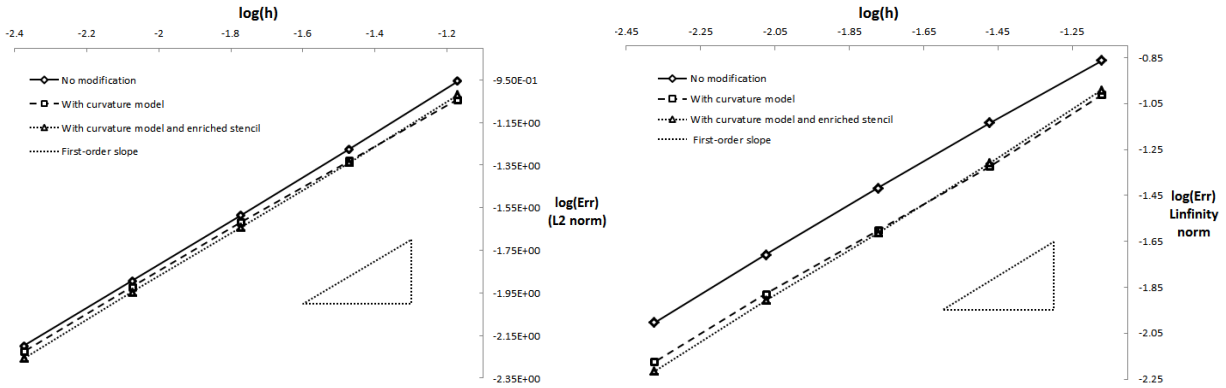 log(h)
-2.4 -2.2 -2 -1.8 -1.6 -1.4 -1.2
No modification
With curvature model
With curvature model and enriched stencil
First-order slope
-9.50E-01
-1.15E+00
-1.35E+00
-1.55E+00
-1.75E+00
-1.95E+00
-2.15E+00
-2.35E+00
log(Err)
(L2 norm)
log(h)
-2.45 -2.25 -2.05 -1.85 -1.65 -1.45 -1.25
No modification
With curvature model
With curvature model and enriched stencil
First-order slope
-0.85
-1.05
-1.25
-1.45
-1.65
-1.85
-2.05
-2.25
log(Err)
Linfinity
norm